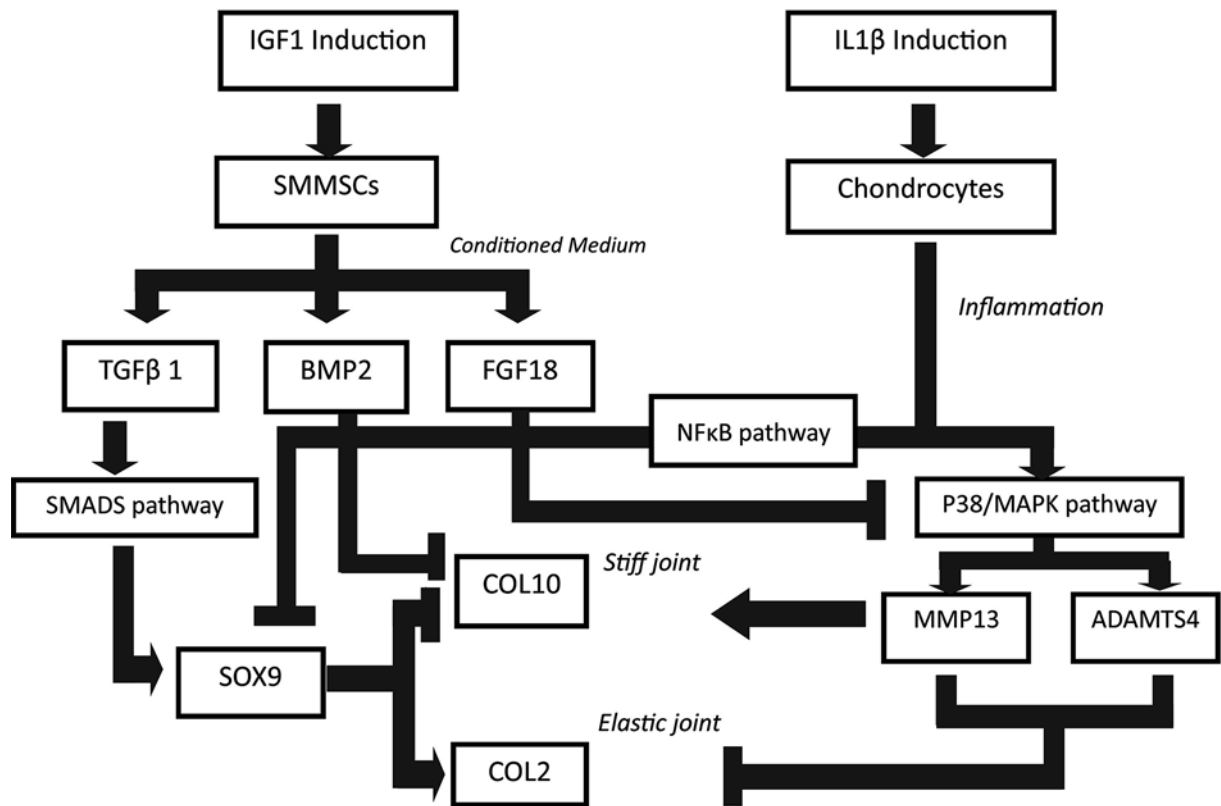 IGF1 Induction
IL1β Induction
SMMSCs
Chondrocytes
Conditioned Medium
Inflammation
TGFβ 1
BMP2
FGF18
NFκB pathway
SMADS pathway
P38/MAPK pathway
COL10
Stiff joint
MMP13
ADAMTS4
SOX9
Elastic joint
COL2